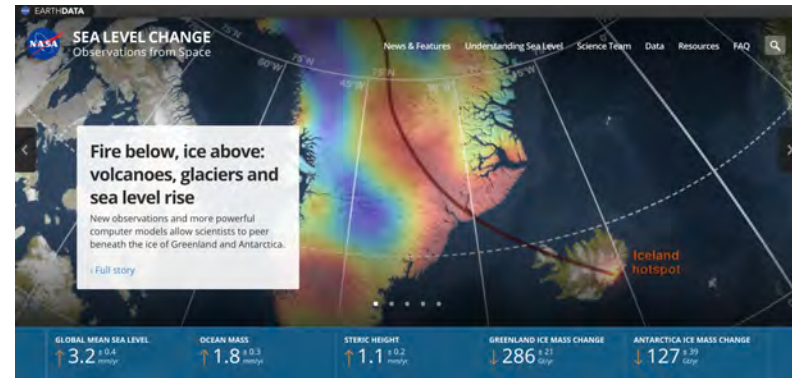 EARTHDATA
NASA
SEA LEVEL CHANGE
Observations from Space
News & Features Understanding Sea Level Science Team Data Resources FAQ
75°N
60°W
45°W
75°N
Fire below, ice above:
volcanoes, glaciers and
sea level rise
New observations and more powerful
computer models allow scientists to peer
beneath the ice of Greenland and Antarctica.
› Full story
Iceland
hotspot
GLOBAL MEAN SEA LEVEL
↑ 3.2 ± 0.4 mm/yr
OCEAN MASS
↑ 1.8 ± 0.3 mm/yr
STERIC HEIGHT
↑ 1.1 ± 0.2 mm/yr
GREENLAND ICE MASS CHANGE
↓ 286 ± 21 Gt/yr
ANTARCTICA ICE MASS CHANGE
↓ 127 ± 39 Gt/yr